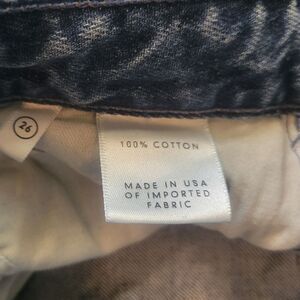 26
100% COTTON
MADE IN USA
OF IMPORTED
FABRIC